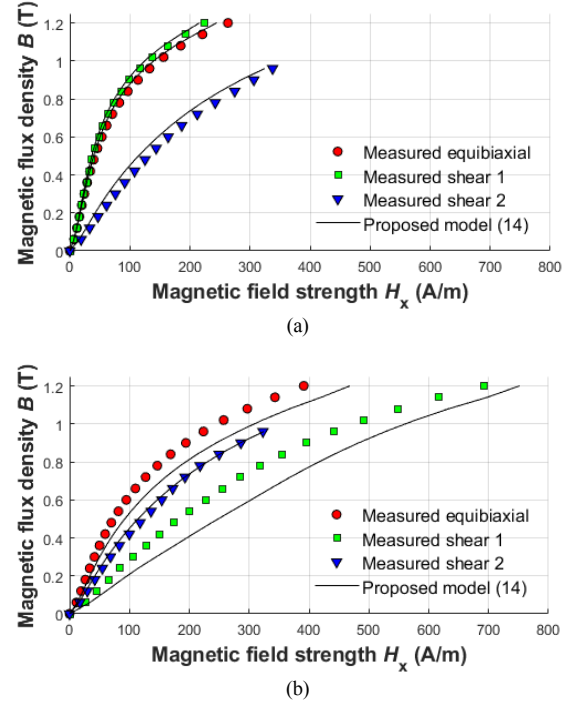 Magnetic flux density B (T)
1.2
1
0.8
0.6
0.4
0.2
0
Measured equibiaxial
Measured shear 1
Measured shear 2
Proposed model (14)
0 100 200 300 400 500 600 700 800
Magnetic field strength Hx (A/m)
(a)
Magnetic flux density B (T)
1.2
1
0.8
0.6
0.4
0.2
0
Measured equibiaxial
Measured shear 1
Measured shear 2
Proposed model (14)
0 100 200 300 400 500 600 700 800
Magnetic field strength Hx (A/m)
(b)